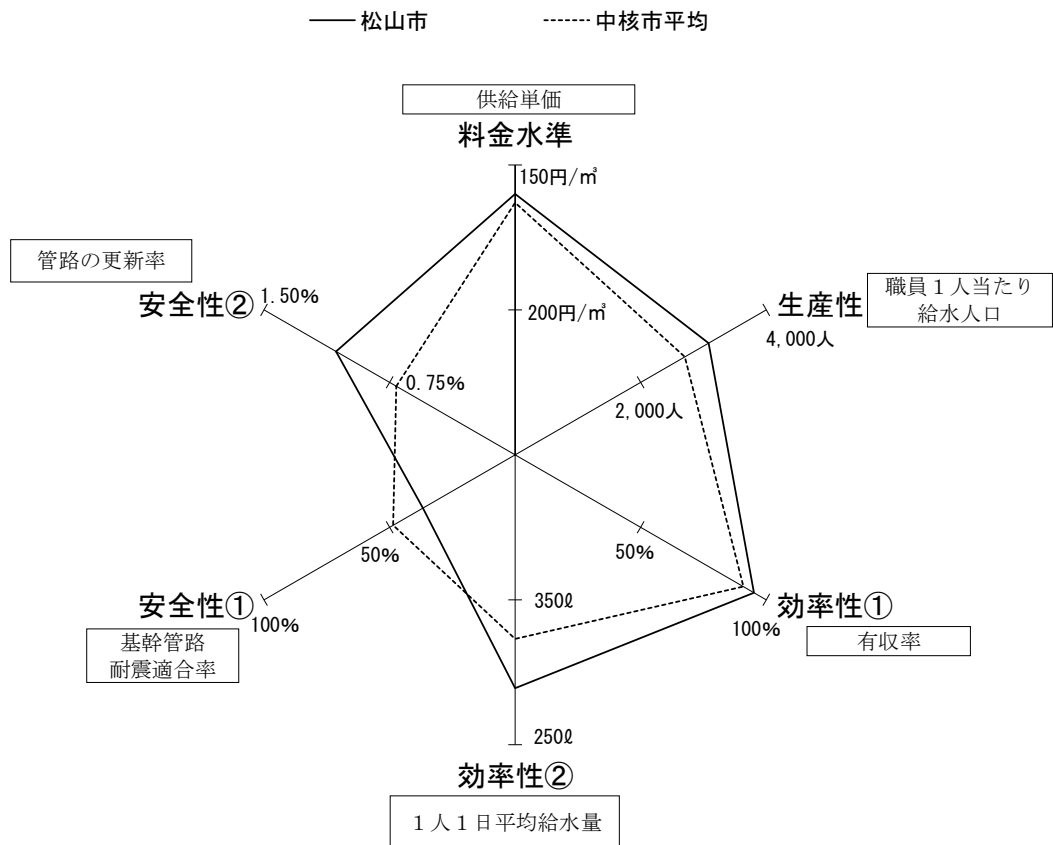 松山市
中核市平均
供給単価
料金水準
150円/㎥
200円/㎥
管路の更新率
安全性②
1.50%
0.75%
生産性
職員１人当たり
給水人口
4,000人
2,000人
50%
50%
安全性①
100%
基幹管路
耐震適合率
効率性①
100%
有収率
350ℓ
250ℓ
効率性②
１人１日平均給水量